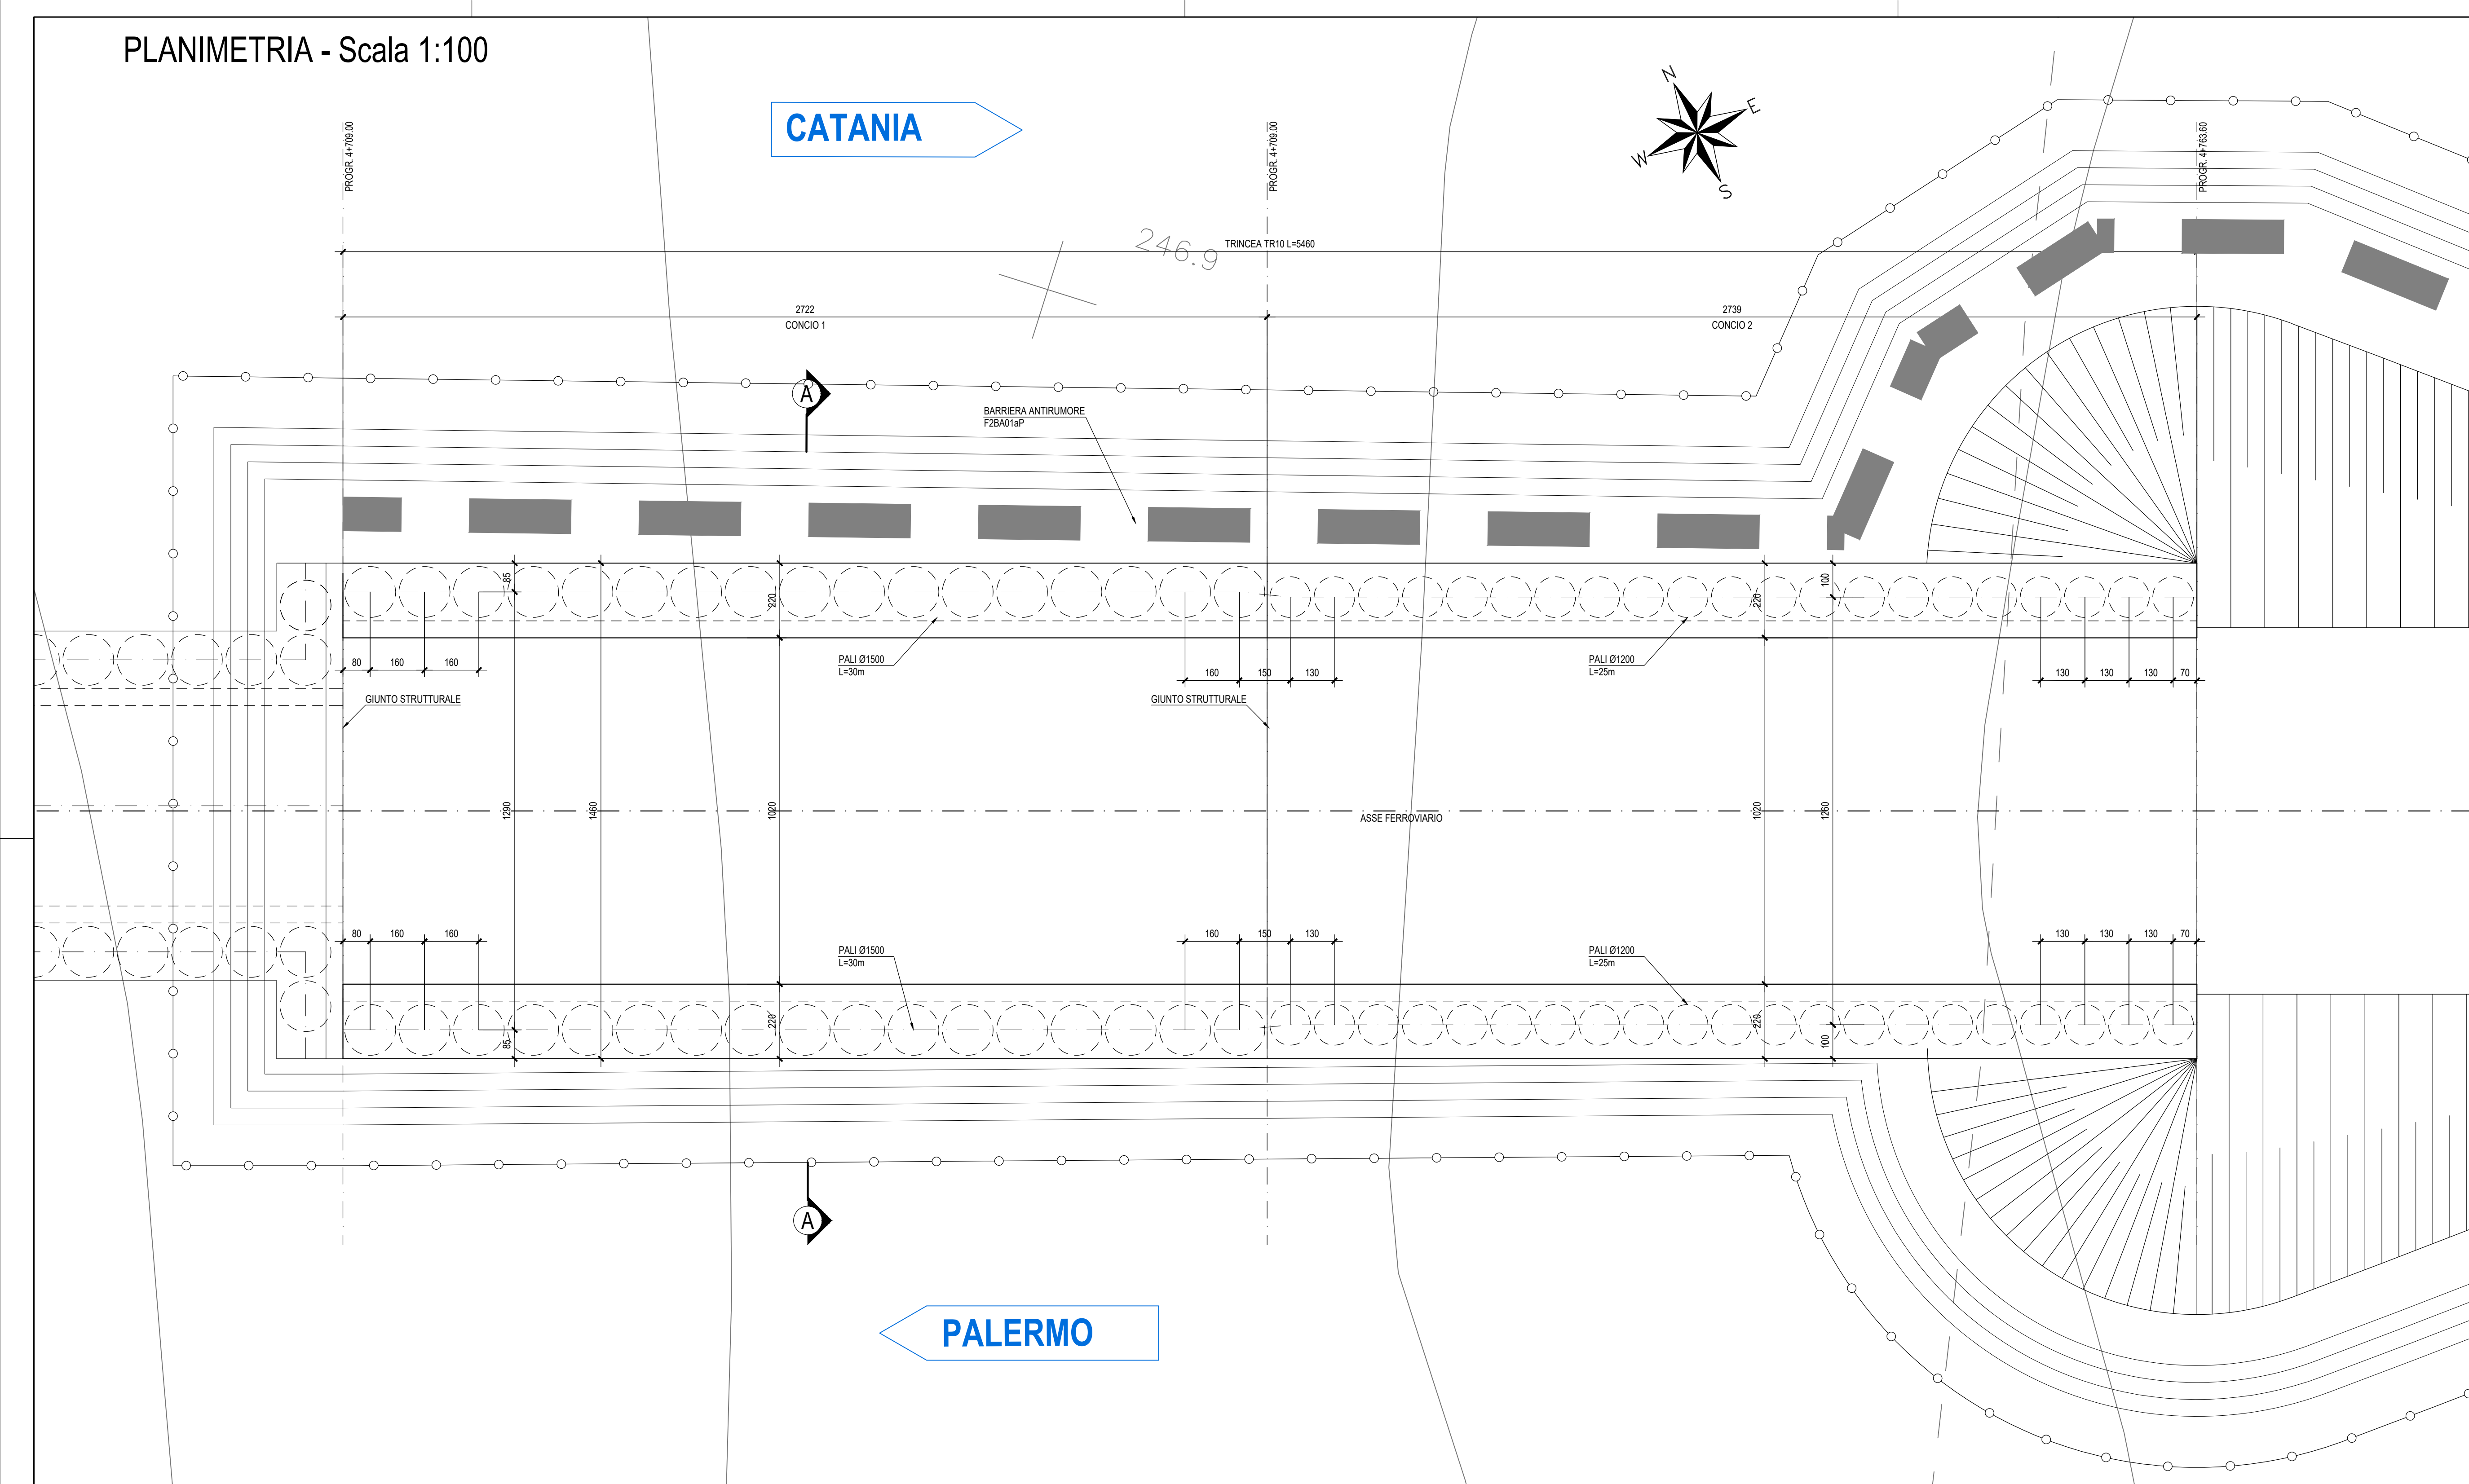 PLANIMETRIA - Scala 1:100
CATANIA
N
E
W
S
PROGR. 4+709.00
PROGR. 4+709.00
PROGR. 4+763.60
246.9
TRINCEA TR10 L=5460
2722
CONCIO 1
2739
CONCIO 2
A
BARRIERA ANTIRUMORE
F2BA01aP
85
220
220
100
80
160
160
PALI Ø1500
L=30m
160
150
130
PALI Ø1200
L=25m
130
130
130
70
GIUNTO STRUTTURALE
GIUNTO STRUTTURALE
1290
1460
1020
ASSE FERROVIARIO
1020
1260
80
160
160
PALI Ø1500
L=30m
160
150
130
PALI Ø1200
L=25m
130
130
130
70
85
220
220
100
A
PALERMO